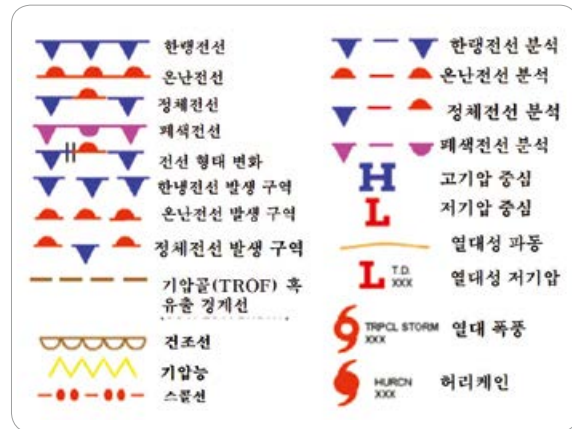 한랭전선
온난전선
정체전선
폐색전선
전선 형태 변화
한냉전선 발생 구역
온난전선 발생 구역
정체전선 발생 구역
기압골(TROF) 혹
유출 경계선
건조선
기압능
스콜선
한랭전선 분석
온난전선 분석
정체전선 분석
폐색전선 분석
H 고기압 중심
L 저기압 중심
열대성 파동
L T.D. XXX 열대성 저기압
TRPCL STORM XXX 열대 폭풍
HURCN XXX 허리케인